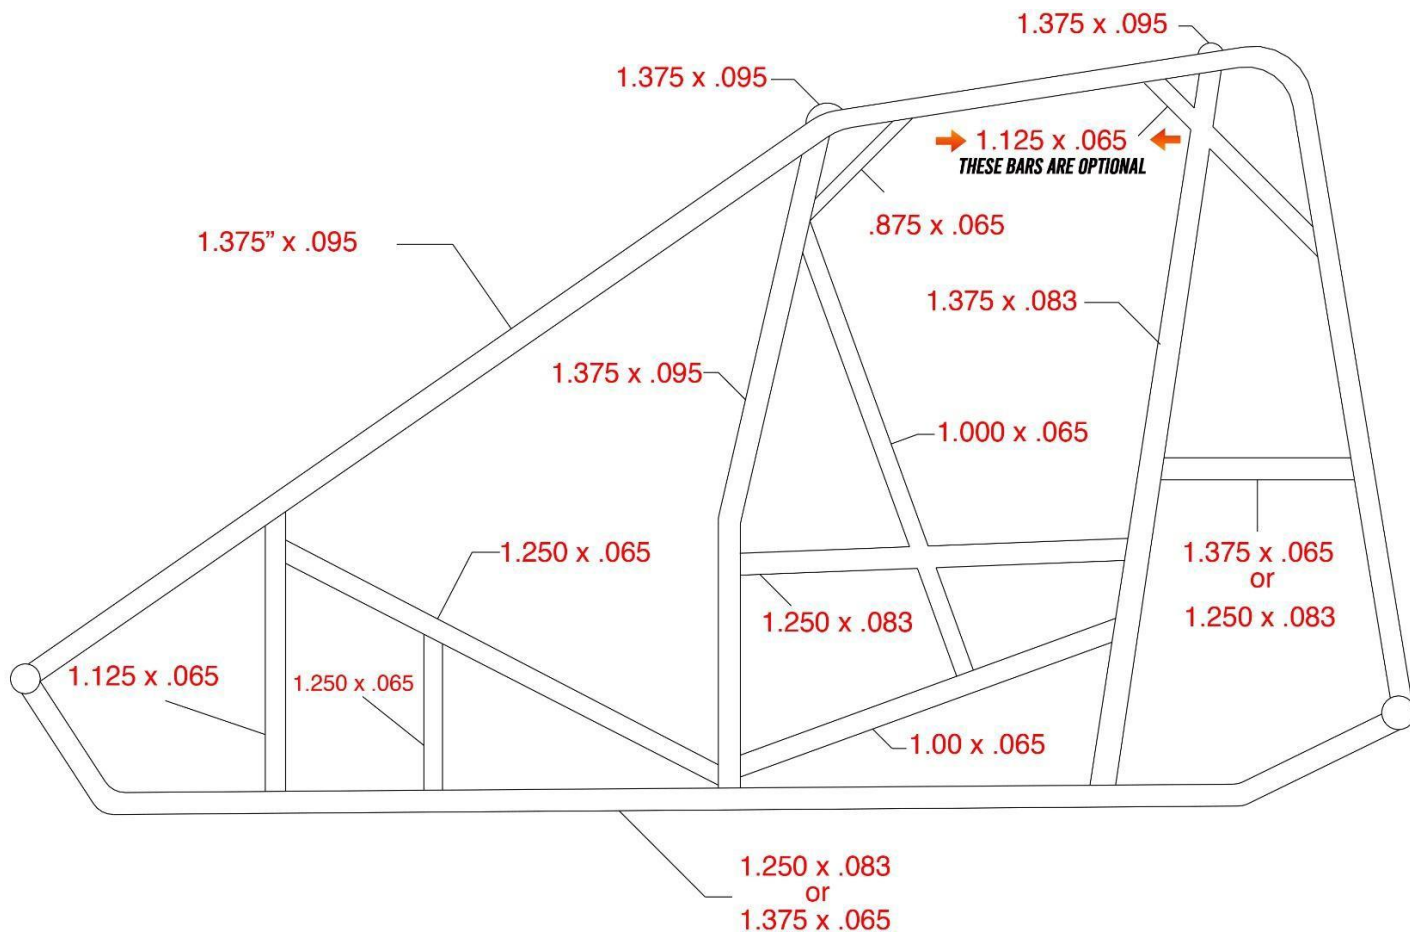 1.375 x .095
1.375 x .095
1.125 x .065
THESE BARS ARE OPTIONAL
.875 x .065
1.375” x .095
1.375 x .083
1.375 x .095
1.000 x .065
1.250 x .065
1.375 x .065
or
1.250 x .083
1.250 x .083
1.125 x .065
1.250 x .065
1.00 x .065
1.250 x .083
or
1.375 x .065